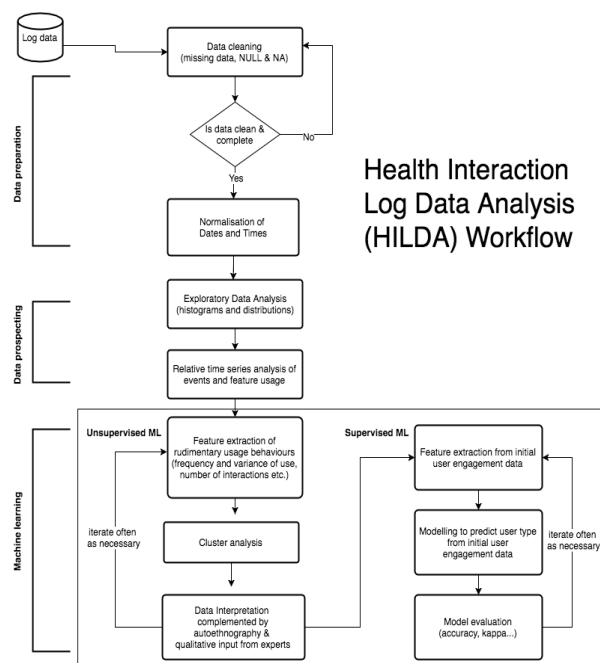 Log data
Data cleaning
(missing data, NULL & NA)
Is data clean &
complete
No
Yes
Normalisation of
Dates and Times
Data preparation
Health Interaction
Log Data Analysis
(HILDA) Workflow
Exploratory Data Analysis
(histograms and distributions)
Relative time series analysis of
events and feature usage
Data prospecting
Machine learning
Unsupervised ML
Feature extraction of
rudimentary usage behaviours
(frequency and variance of use,
number of interactions etc.)
iterate often
as necessary
Cluster analysis
Data Interpretation
complemented by
autoethnography &
qualitative input from experts
Supervised ML
Feature extraction from initial
user engagement data
Modelling to predict user type
from initial user engagement
data
iterate often
as necessary
Model evaluation
(accuracy, kappa...)